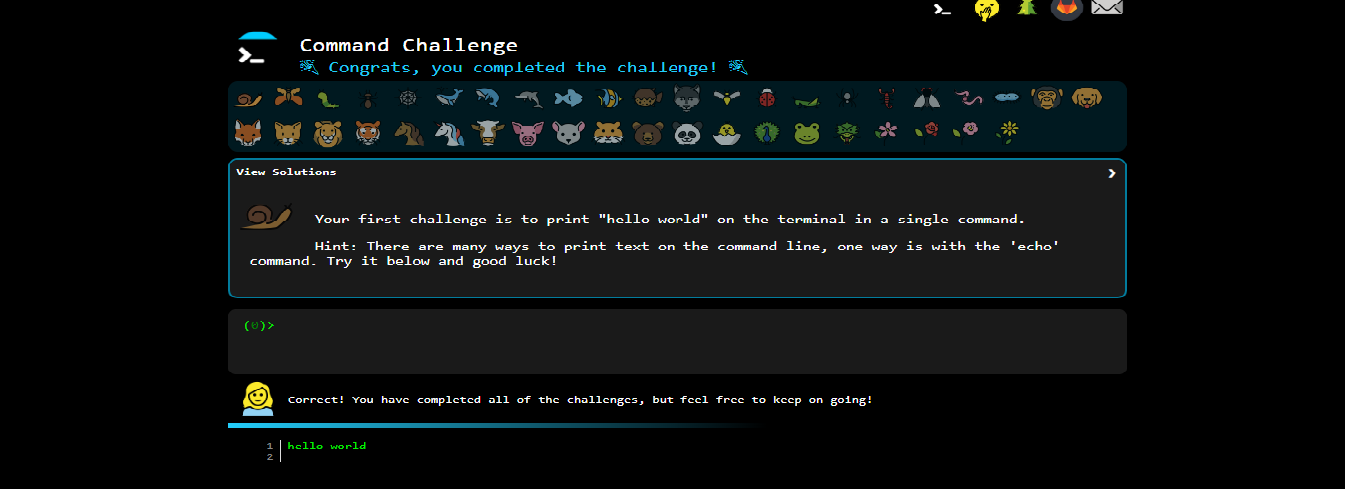 Command Challenge
Congrats, you completed the challenge!
View Solutions
Your first challenge is to print "hello world" on the terminal in a single command.
Hint: There are many ways to print text on the command line, one way is with the 'echo'
command. Try it below and good luck!
(0)>
Correct! You have completed all of the challenges, but feel free to keep on going!
1 hello world
2